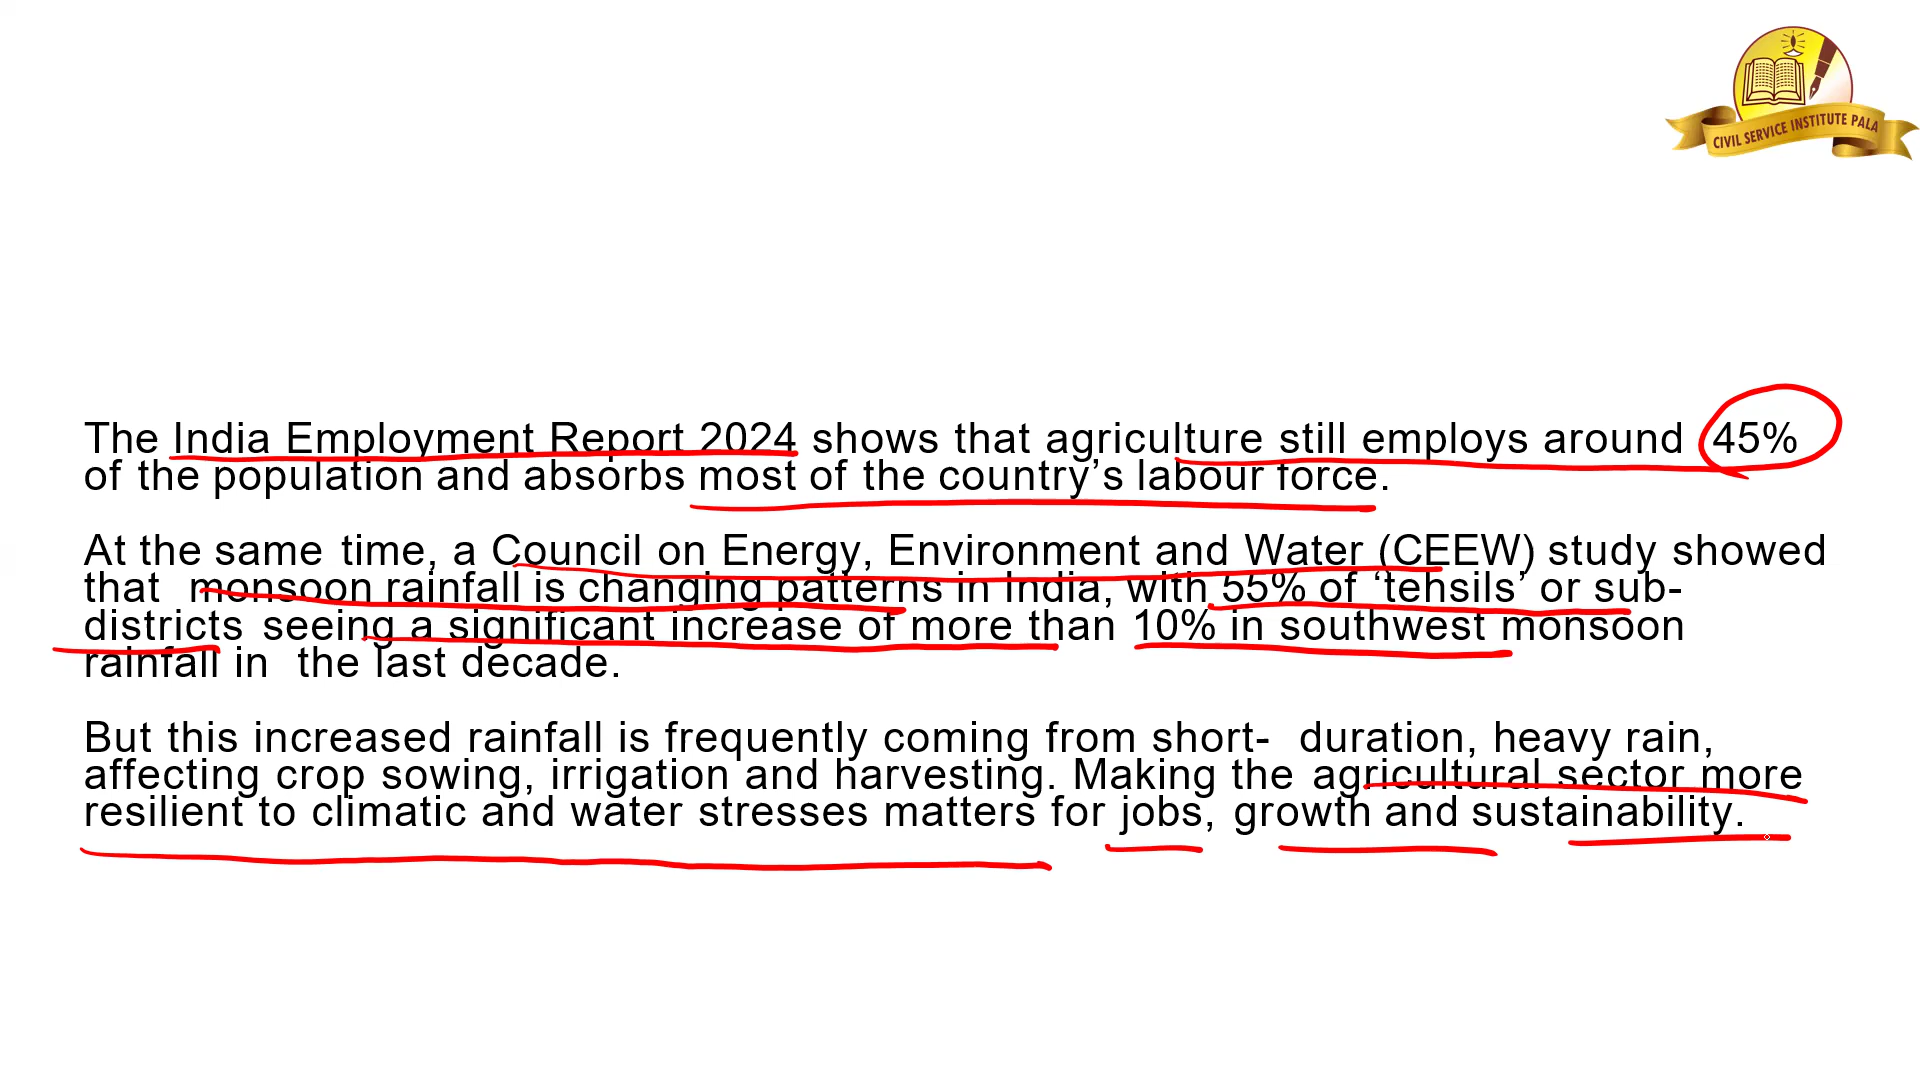 CIVIL SERVICE INSTITUTE PALA
The India Employment Report 2024 shows that agriculture still employs around 45%
of the population and absorbs most of the country’s labour force.
At the same time, a Council on Energy, Environment and Water (CEEW) study showed
that monsoon rainfall is changing patterns in India, with 55% of ‘tehsils’ or sub-
districts seeing a significant increase of more than 10% in southwest monsoon
rainfall in the last decade.
But this increased rainfall is frequently coming from short- duration, heavy rain,
affecting crop sowing, irrigation and harvesting. Making the agricultural sector more
resilient to climatic and water stresses matters for jobs, growth and sustainability.